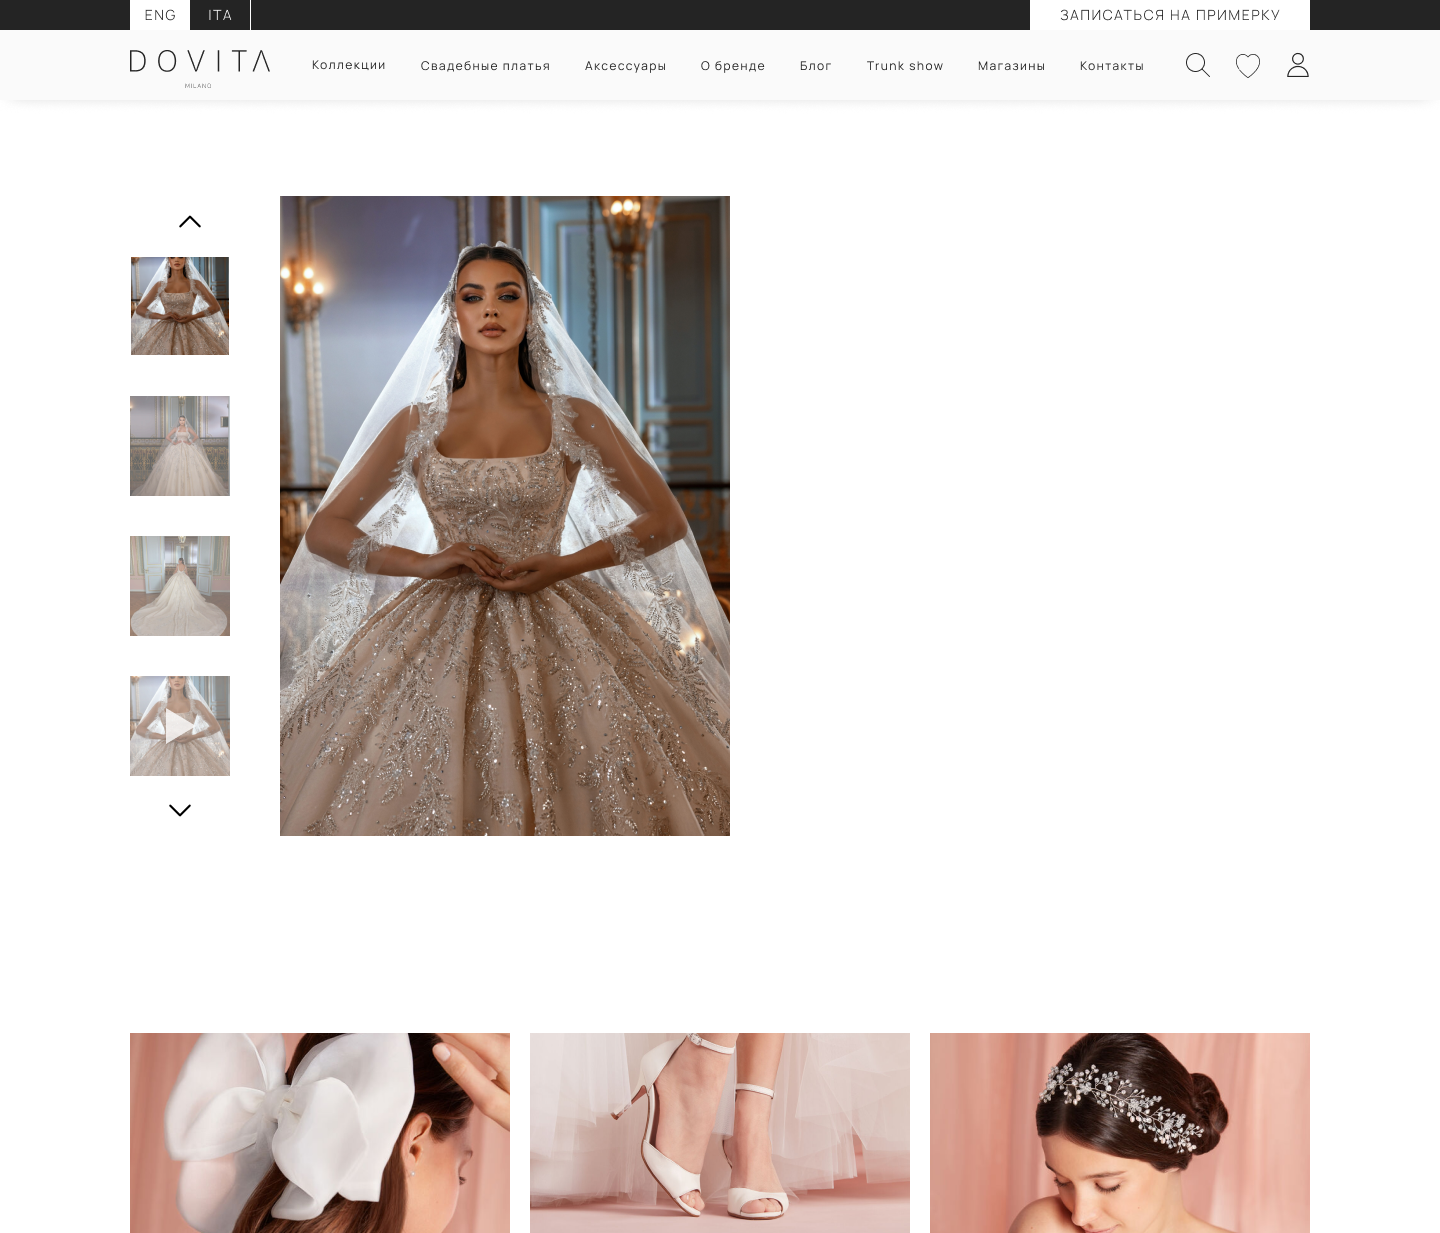 ENG ITA ЗАПИСАТЬСЯ НА ПРИМЕРКУ
DOVITA Коллекции Свадебные платья Аксессуары О бренде Блог Trunk show Магазины Контакты
MILANO